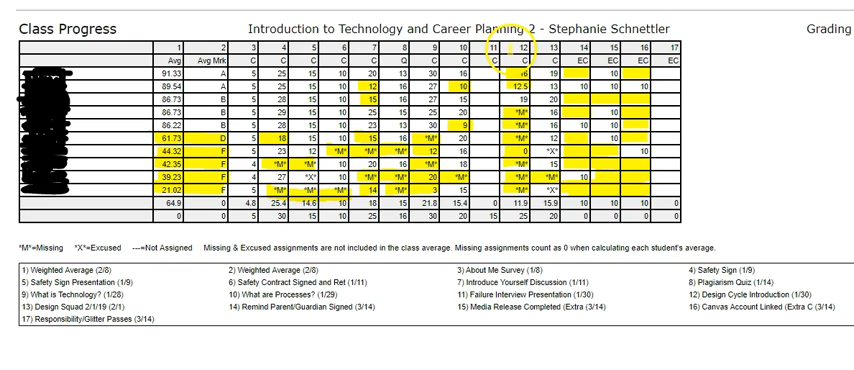 Class Progress Introduction to Technology and Career Planning 2 - Stephanie Schnettler Grading
1 2 3 4 5 6 7 8 9 10 11 12 13 14 15 16 17
Avg Avg Mrk C C C C C Q C C C C C EC EC EC EC
91.33 A 5 25 15 10 20 13 30 16 16 19 10
89.54 A 5 25 15 10 12 16 27 10 12.5 13 10 10 10
86.73 B 5 28 15 10 15 13 27 15 19 20
86.73 B 5 28 15 10 25 15 25 20 *M* 16 10
86.22 B 5 28 15 10 23 13 30 9 *M* 16 10 10
61.73 D 5 18 15 10 15 16 *M* 20 *M* 12 10
44.32 F 5 23 12 *M* *M* *M* 12 16 0 *X* 10
42.35 F 4 *M* *M* 10 20 16 *M* 18 *M* 15
39.23 F 4 27 *X* 10 *M* *M* 20 *M* *M* *M* 10
21.02 F 5 *M* *M* *M* 14 *M* 3 15 *M* *X*
64.9 0 4.8 25.4 14.6 10 18 15 21.8 15.4 0 11.9 15.9 10 10 10 0
0 0 5 30 15 10 25 16 30 20 15 25 20 0 0 0 0
*M*=Missing *X*=Excused ---=Not Assigned Missing & Excused assignments are not included in the class average. Missing assignments count as 0 when calculating each student's average.
1) Weighted Average (2/8) 2) Weighted Average (2/8) 3) About Me Survey (1/8) 4) Safety Sign (1/9)
5) Safety Sign Presentation (1/9) 6) Safety Contract Signed and Ret (1/11) 7) Introduce Yourself Discussion (1/11) 8) Plagiarism Quiz (1/14)
9) What is Technology? (1/28) 10) What are Processes? (1/29) 11) Failure Interview Presentation (1/30) 12) Design Cycle Introduction (1/30)
13) Design Squad 2/1/19 (2/1) 14) Remind Parent/Guardian Signed (3/14) 15) Media Release Completed (Extra (3/14) 16) Canvas Account Linked (Extra C (3/14)
17) Responsibility/Glitter Passes (3/14)